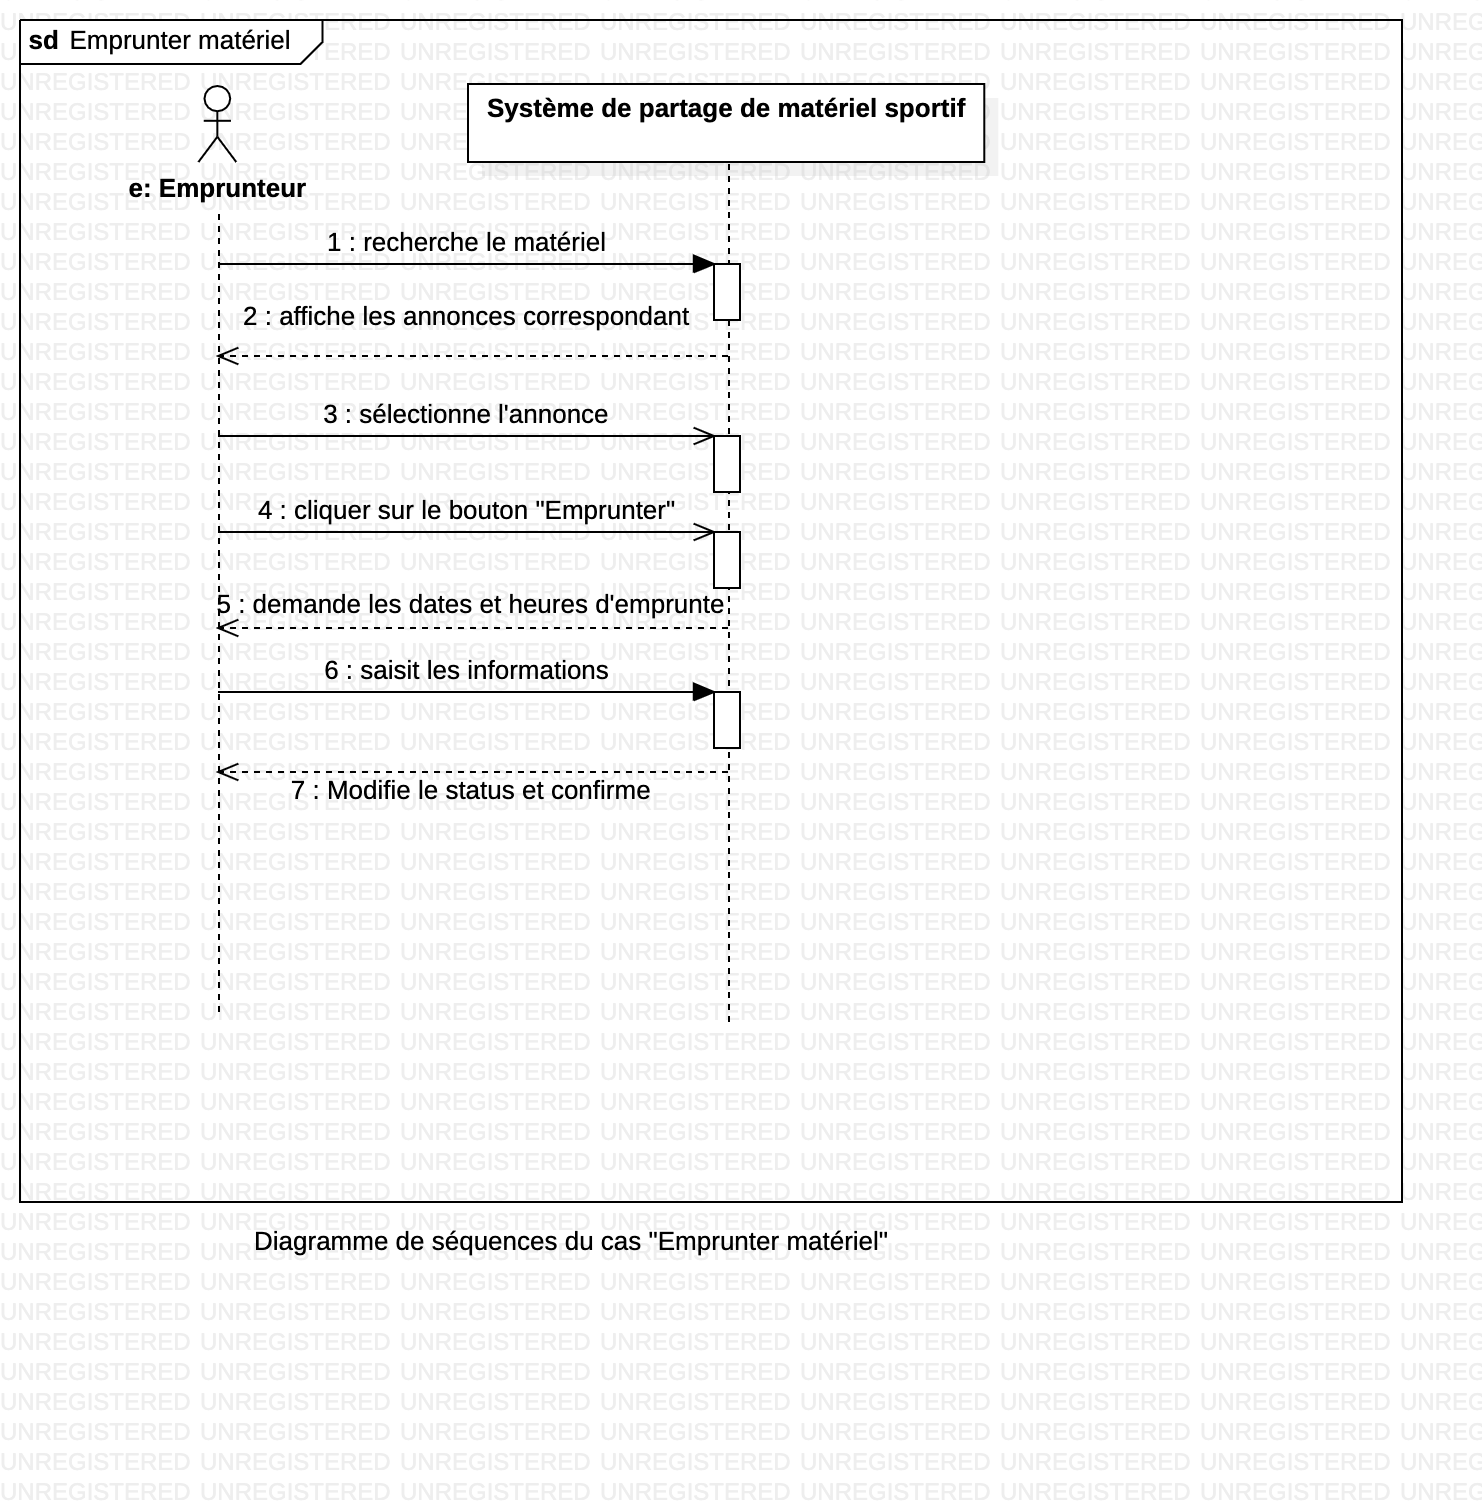 sd Emprunter matériel
Système de partage de matériel sportif
e: Emprunteur
1 : recherche le matériel
2 : affiche les annonces correspondant
3 : sélectionne l'annonce
4 : cliquer sur le bouton "Emprunter"
5 : demande les dates et heures d'emprunte
6 : saisit les informations
7 : Modifie le status et confirme
Diagramme de séquences du cas "Emprunter matériel"
UNREGISTERED